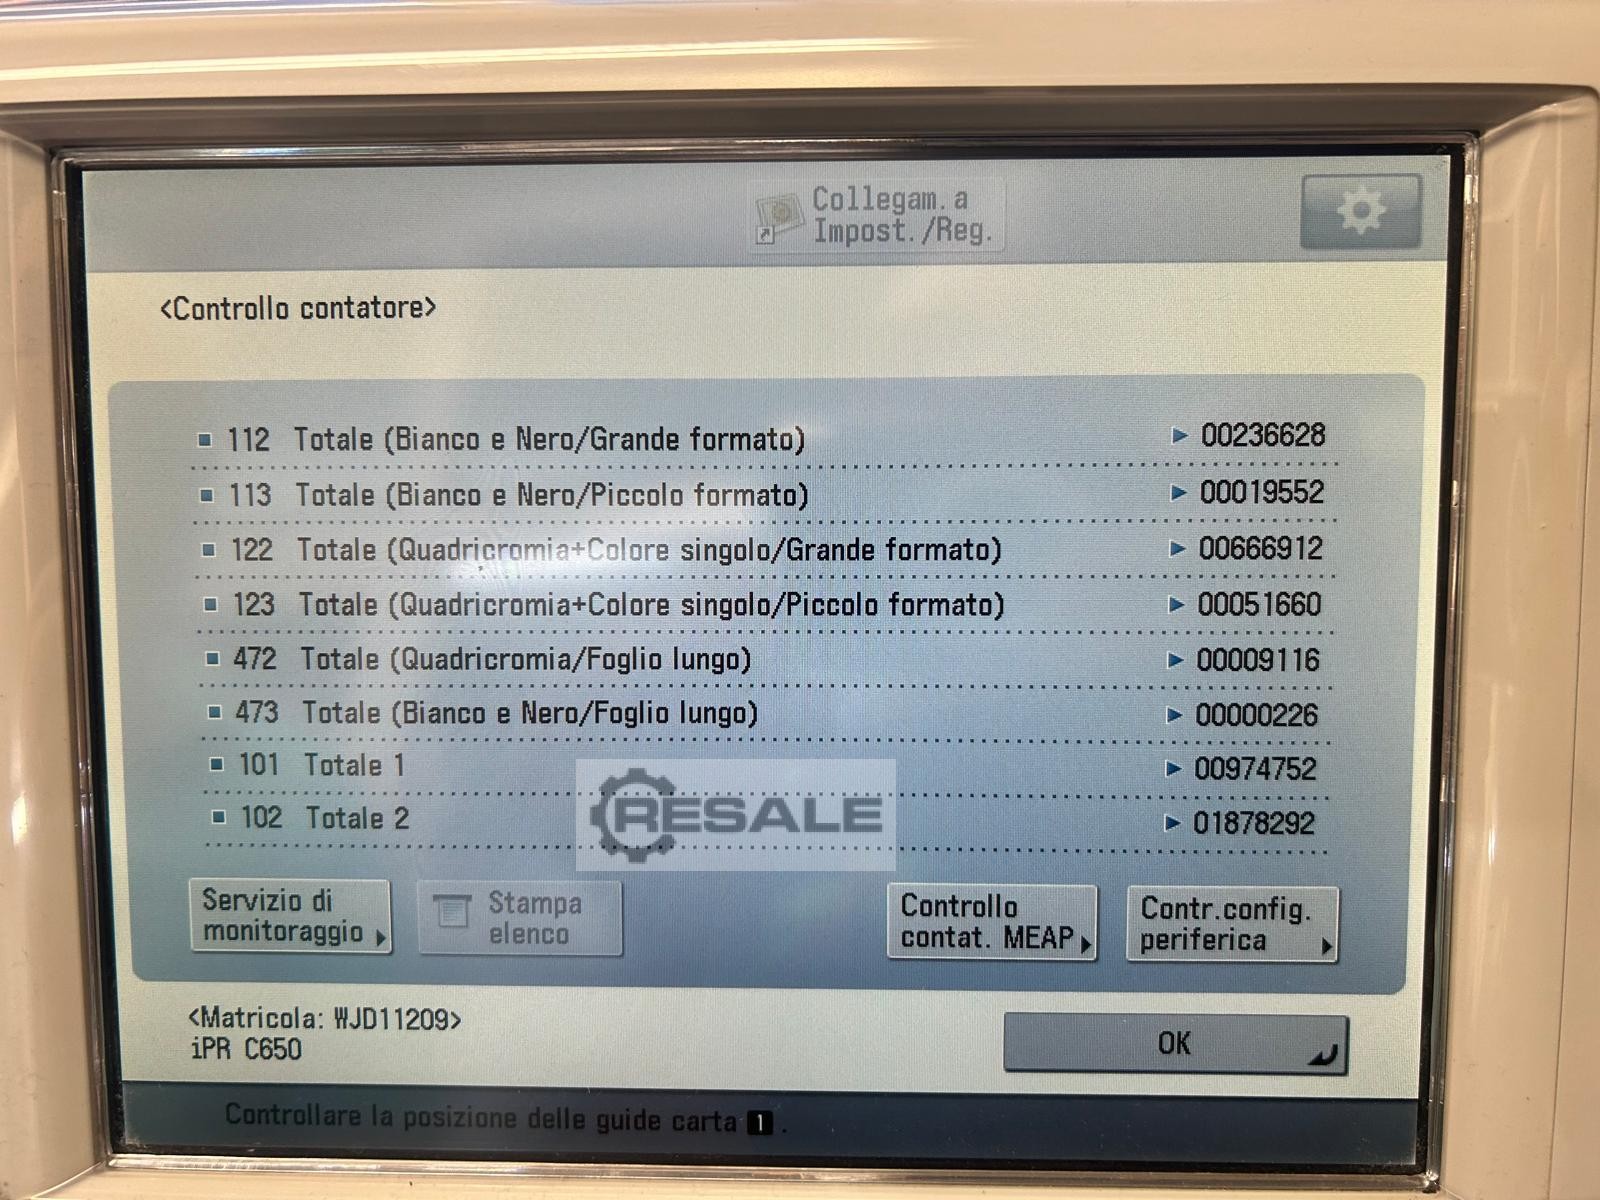 Collegam. a
Impost./Reg.
<Controllo contatore>
112 Totale (Bianco e Nero/Grande formato) 00236628
113 Totale (Bianco e Nero/Piccolo formato) 00019552
122 Totale (Quadricromia+Colore singolo/Grande formato) 00666912
123 Totale (Quadricromia+Colore singolo/Piccolo formato) 00051660
472 Totale (Quadricromia/Foglio lungo) 00009116
473 Totale (Bianco e Nero/Foglio lungo) 00000226
101 Totale 1 00974752
102 Totale 2 01878292
RESALE
Servizio di
monitoraggio
Stampa
elenco
Controllo
contat. MEAP
Contr.config.
periferica
<Matricola: WJD11209>
iPR C650
OK
Controllare la posizione delle guide carta 1 .